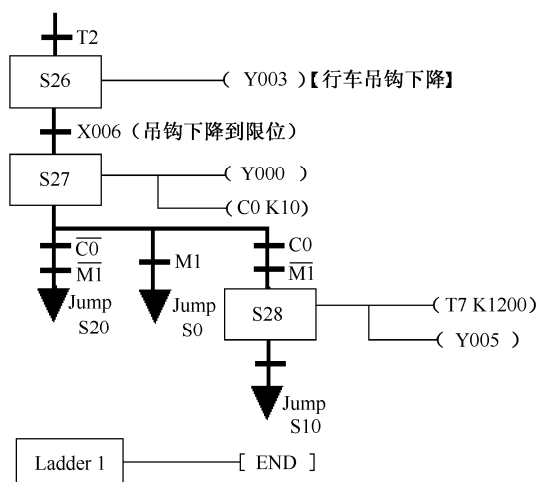 T2
S26
( Y003 )【行车吊钩下降】
X006（吊钩下降到限位）
S27
( Y000 )
(C0 K10)
C0
M1
Jump
S20
M1
Jump
S0
C0
M1
S28
(T7 K1200)
( Y005 )
Jump
S10
Ladder 1
[ END ]